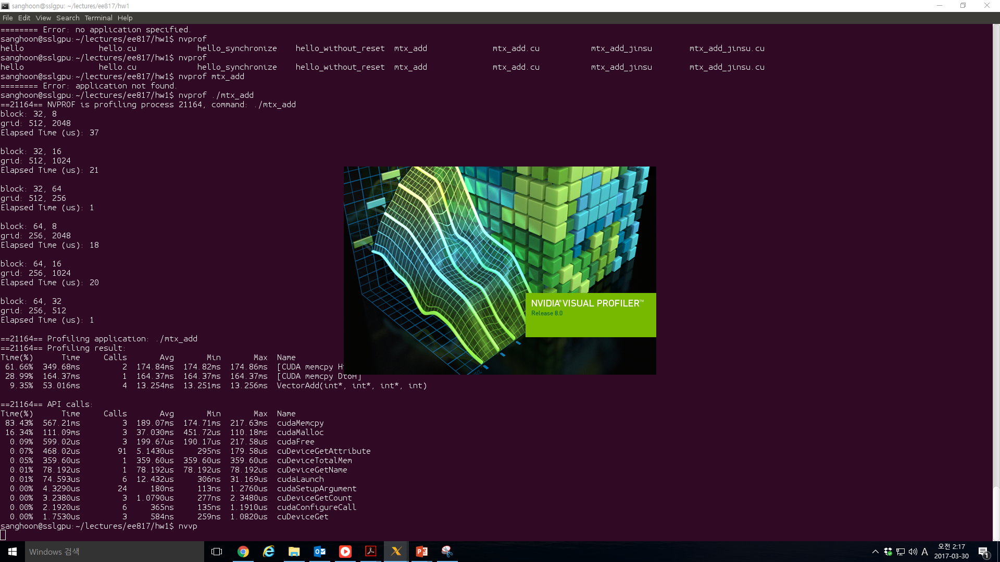 sanghoon@sslgpu: ~/lectures/ee817/hw1
File Edit View Search Terminal Help
======== Error: no application specified.
sanghoon@sslgpu:~/lectures/ee817/hw1$ nvprof
hello hello.cu hello_synchronize hello_without_reset mtx_add mtx_add.cu mtx_add_jinsu mtx_add_jinsu.cu
sanghoon@sslgpu:~/lectures/ee817/hw1$ nvprof
hello hello.cu hello_synchronize hello_without_reset mtx_add mtx_add.cu mtx_add_jinsu mtx_add_jinsu.cu
sanghoon@sslgpu:~/lectures/ee817/hw1$ nvprof mtx_add
======== Error: application not found.
sanghoon@sslgpu:~/lectures/ee817/hw1$ nvprof ./mtx_add
==21164== NVPROF is profiling process 21164, command: ./mtx_add
block: 32, 8
grid: 512, 2048
Elapsed Time (us): 37
block: 32, 16
grid: 512, 1024
Elapsed Time (us): 21
block: 32, 64
grid: 512, 256
Elapsed Time (us): 1
block: 64, 8
grid: 256, 2048
Elapsed Time (us): 18
block: 64, 16
grid: 256, 1024
Elapsed Time (us): 20
block: 64, 32
grid: 256, 512
Elapsed Time (us): 1
NVIDIA® VISUAL PROFILER™
Release 8.0
==21164== Profiling application: ./mtx_add
==21164== Profiling result:
Time(%) Time Calls Avg Min Max Name
61.66% 349.68ms 2 174.84ms 174.82ms 174.86ms [CUDA memcpy H
28.99% 164.37ms 1 164.37ms 164.37ms 164.37ms [CUDA memcpy DtoH]
9.35% 53.016ms 4 13.254ms 13.251ms 13.256ms VectorAdd(int*, int*, int*, int)
==21164== API calls:
Time(%) Time Calls Avg Min Max Name
83.43% 567.21ms 3 189.07ms 174.71ms 217.63ms cudaMemcpy
16.34% 111.09ms 3 37.030ms 451.72us 110.18ms cudaMalloc
0.09% 599.02us 3 199.67us 190.17us 217.58us cudaFree
0.07% 468.02us 91 5.1430us 295ns 179.58us cuDeviceGetAttribute
0.05% 359.60us 1 359.60us 359.60us 359.60us cuDeviceTotalMem
0.01% 78.192us 1 78.192us 78.192us 78.192us cuDeviceGetName
0.01% 74.593us 6 12.432us 306ns 31.169us cudaLaunch
0.00% 4.3290us 24 180ns 113ns 1.2760us cudaSetupArgument
0.00% 3.2380us 3 1.0790us 277ns 2.3480us cuDeviceGetCount
0.00% 2.1920us 6 365ns 135ns 1.1910us cudaConfigureCall
0.00% 1.7530us 3 584ns 259ns 1.0820us cuDeviceGet
sanghoon@sslgpu:~/lectures/ee817/hw1$ nvvp
Windows 검색
A
오전 2:17
2017-03-30
1